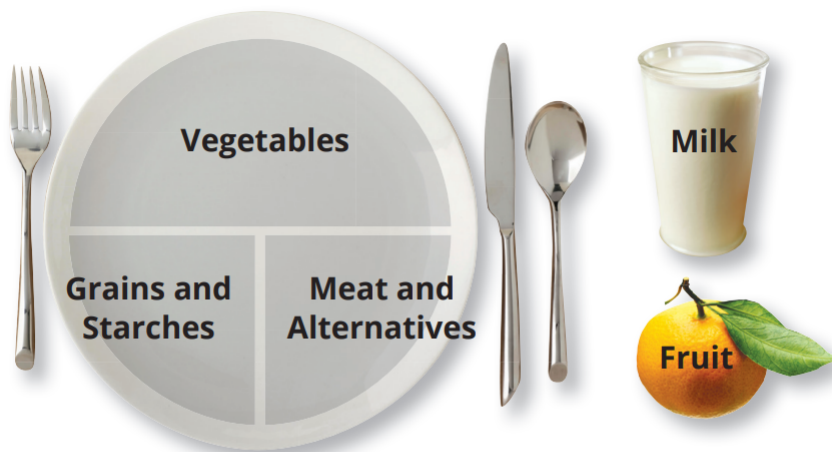 Vegetables
Grains and
Starches
Meat and
Alternatives
Milk
Fruit